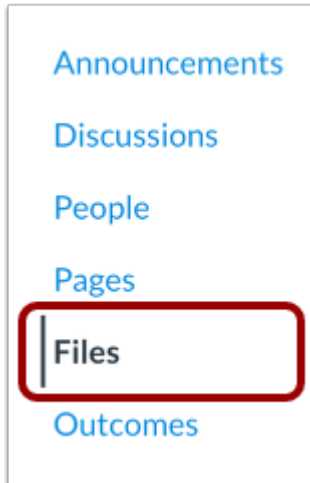 Announcements
Discussions
People
Pages
Files
Outcomes